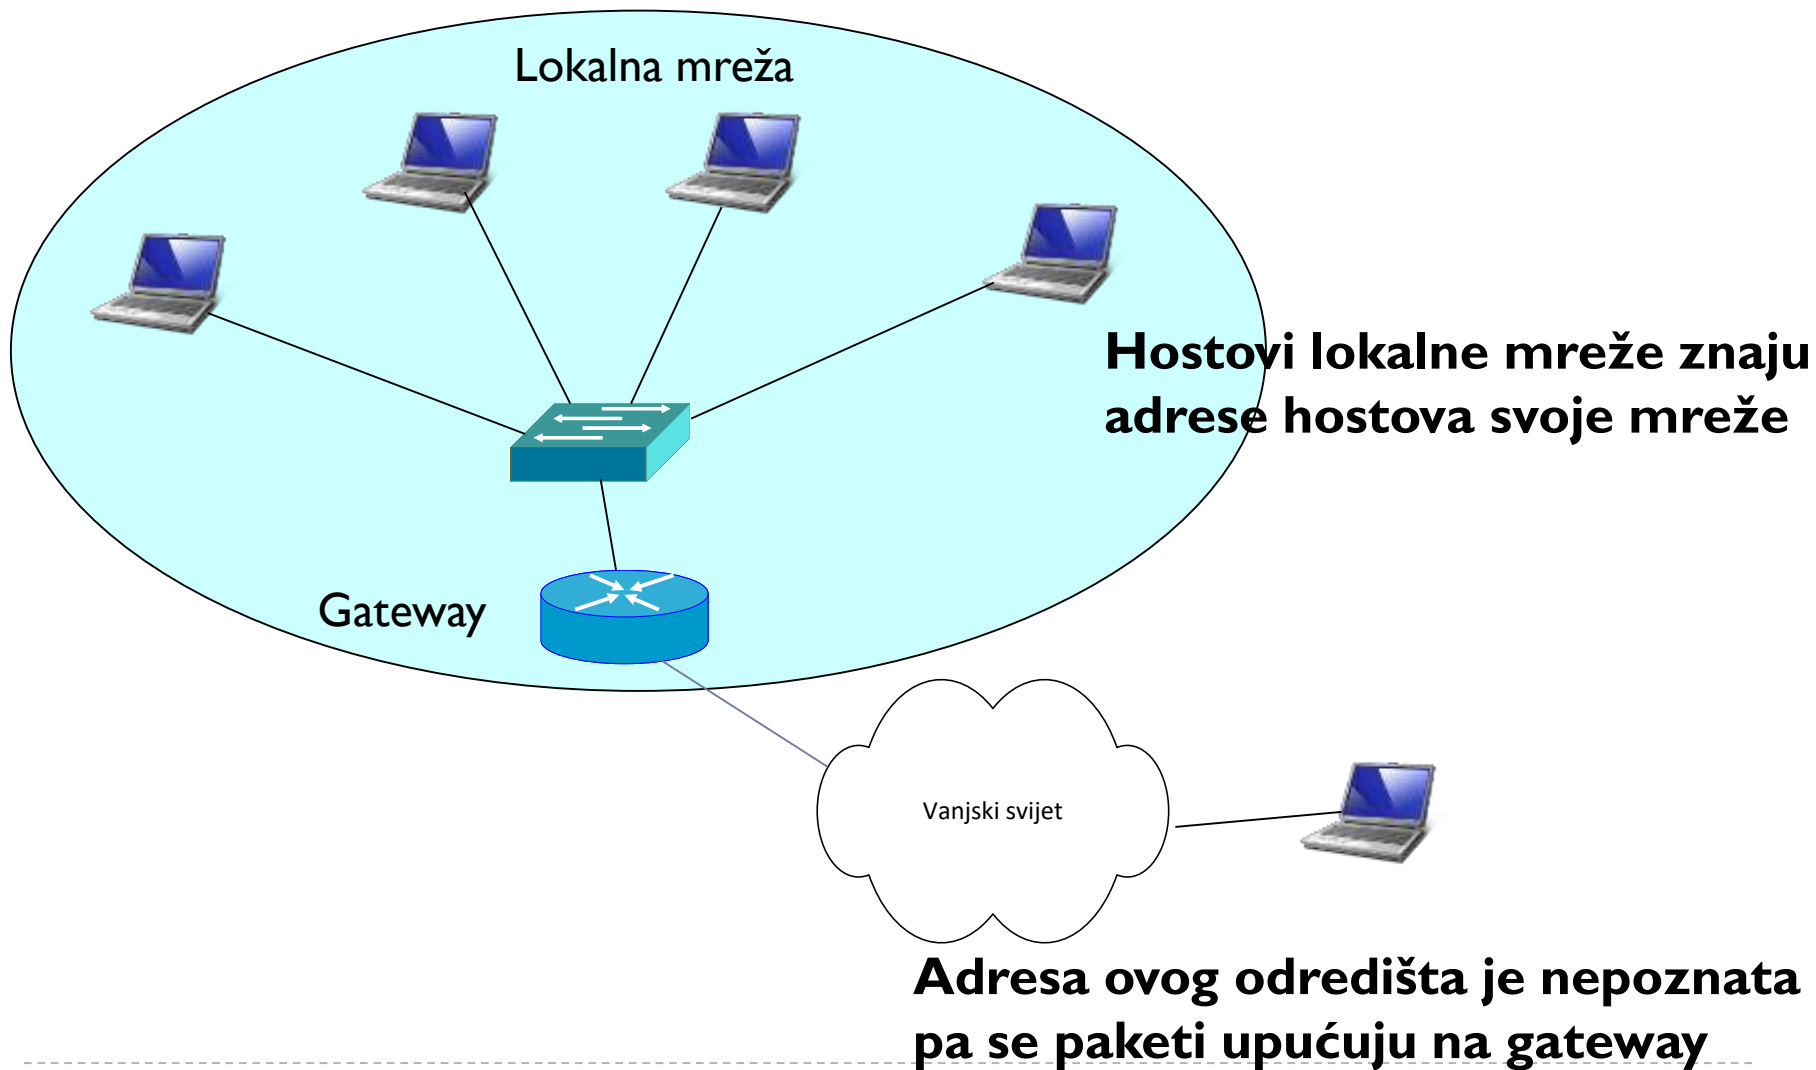 Lokalna mreža
Hostovi lokalne mreže znaju
adrese hostova svoje mreže
Gateway
Vanjski svijet
Adresa ovog odredišta je nepoznata
pa se paketi upućuju na gateway